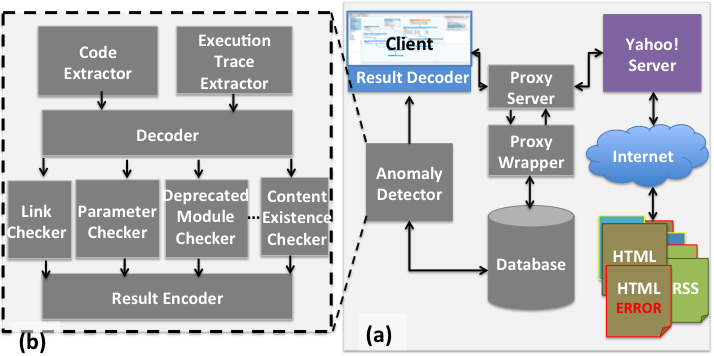 Code
Extractor
Execution
Trace
Extractor
Decoder
Link
Checker
Parameter
Checker
Deprecated
Module
Checker
...
Content
Existence
Checker
Result Encoder
(b)
Client
Result Decoder
Proxy
Server
Yahoo!
Server
Proxy
Wrapper
Internet
Anomaly
Detector
Database
HTML
HTML
ERROR
RSS
(a)